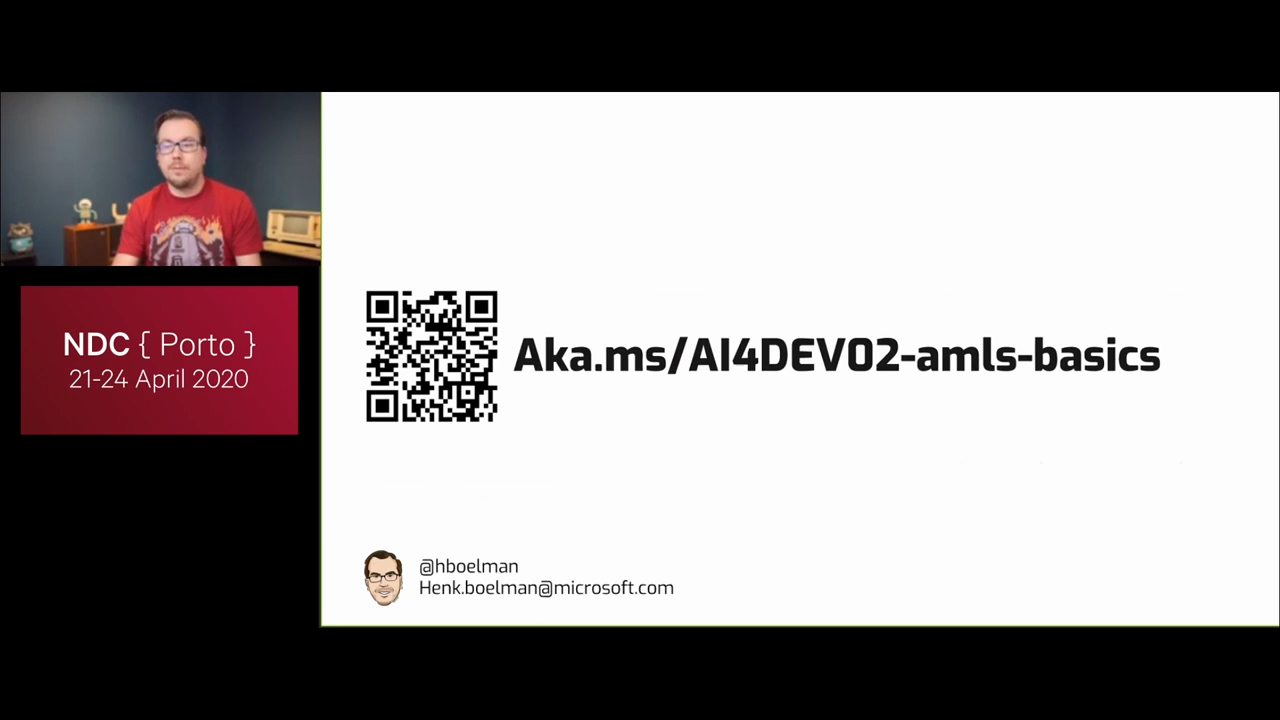 NDC { Porto }
21-24 April 2020
Aka.ms/AI4DEV02-amls-basics
@hboelman
Henk.boelman@microsoft.com